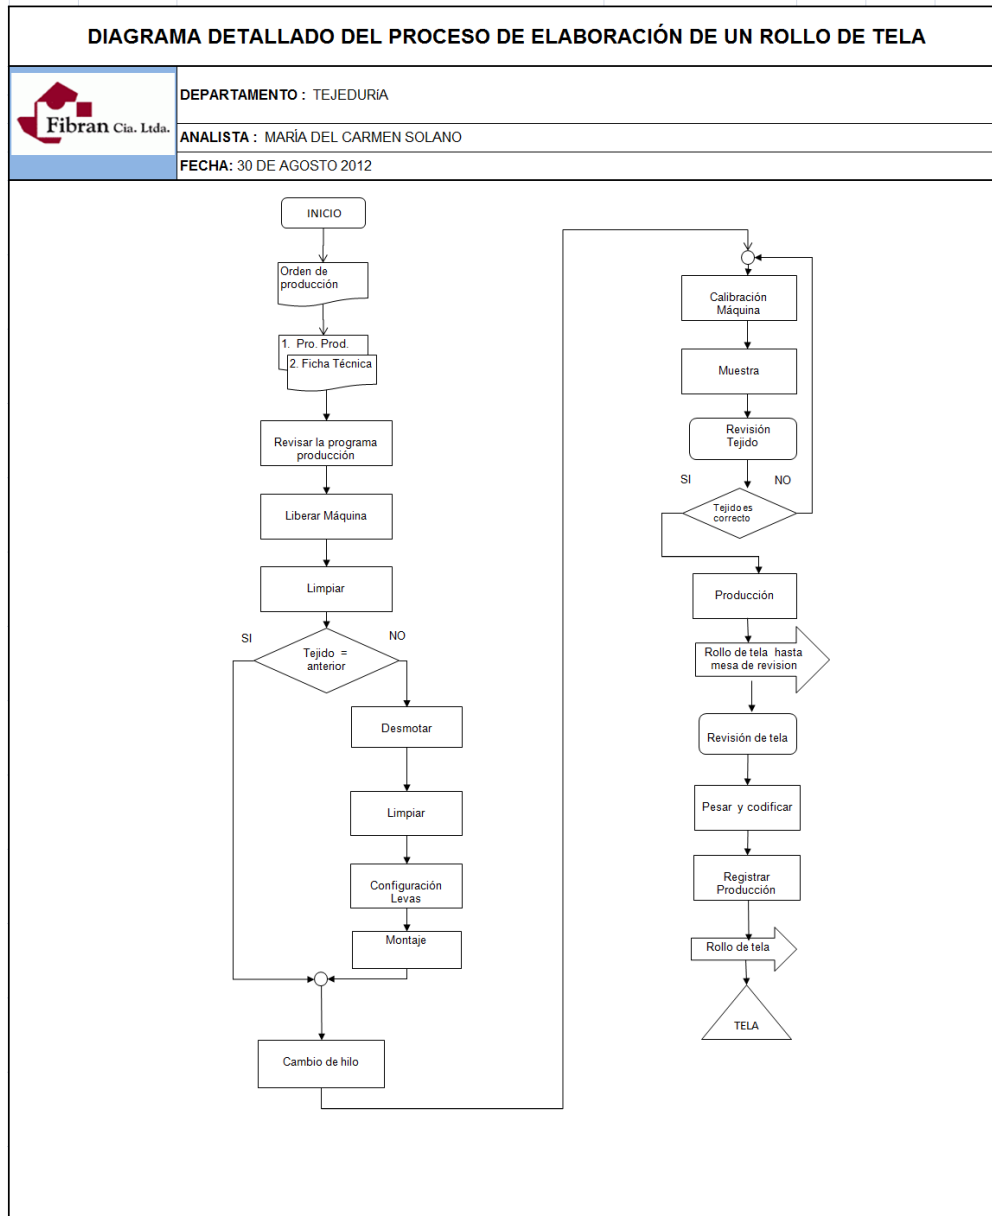 DIAGRAMA DETALLADO DEL PROCESO DE ELABORACIÓN DE UN ROLLO DE TELA
Fibran Cia. Ltda.
DEPARTAMENTO : TEJEDURíA
ANALISTA : MARÍA DEL CARMEN SOLANO
FECHA: 30 DE AGOSTO 2012
INICIO
Orden de
producción
1. Pro. Prod.
2. Ficha Técnica
Revisar la programa
producción
Liberar Máquina
Limpiar
SI
NO
Tejido =
anterior
Desmotar
Limpiar
Configuración
Levas
Montaje
Cambio de hilo
Calibración
Máquina
Muestra
Revisión
Tejido
SI
NO
Tejido es
correcto
Producción
Rollo de tela hasta
mesa de revision
Revisión de tela
Pesar y codificar
Registrar
Producción
Rollo de tela
TELA